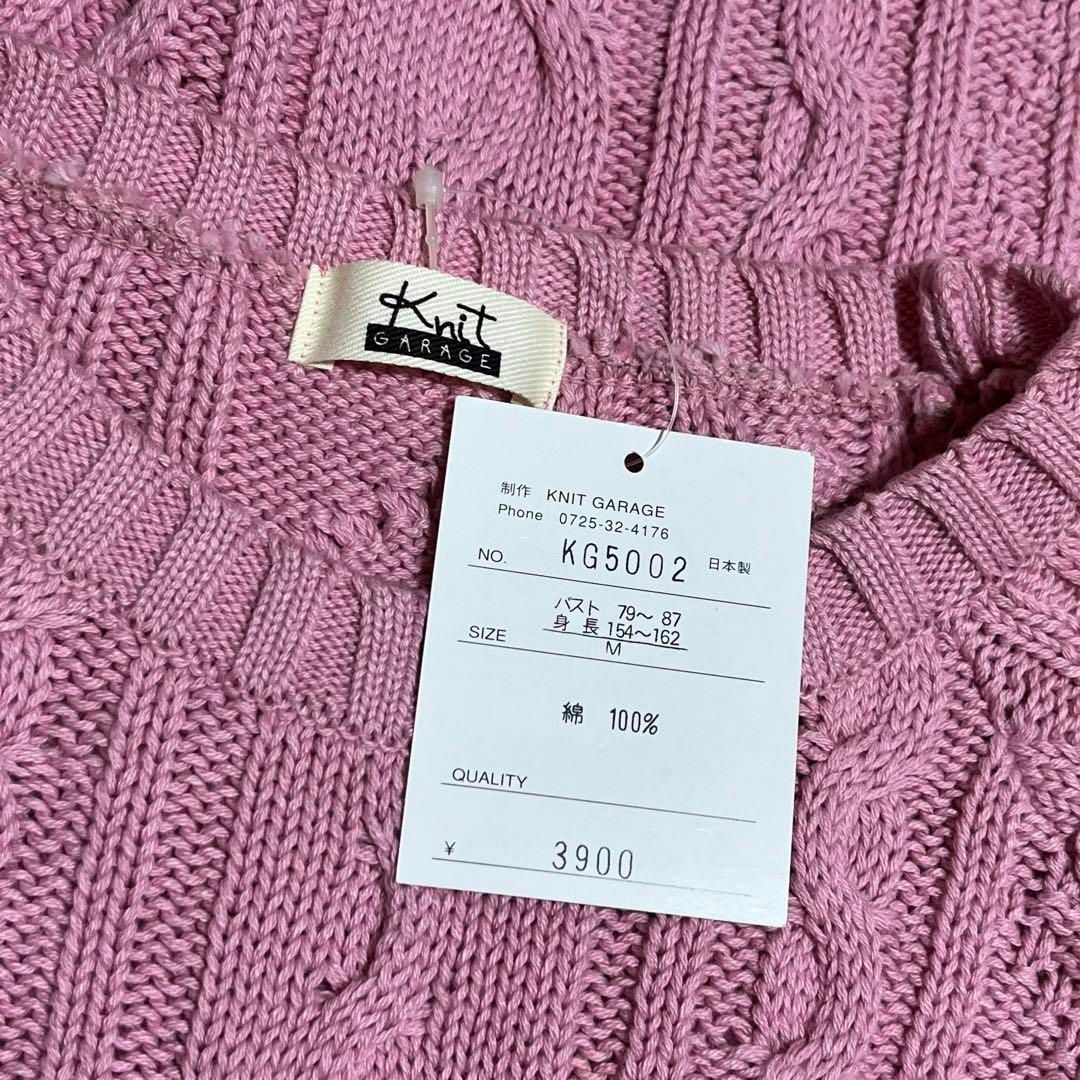 Knit
GARAGE
制作 KNIT GARAGE
Phone 0725-32-4176
NO. KG5002 日本製
バスト 79～87
身長 154～162
SIZE
M
綿 100%
QUALITY
¥ 3900